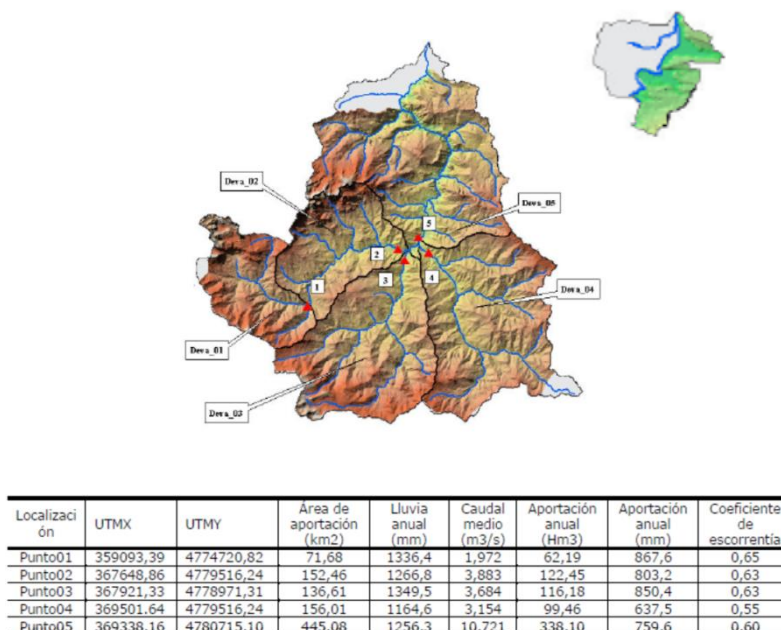 Deva_02
Deva_05
5
2
1
3
4
Deva_04
Deva_01
Deva_03
Localizaci
ón
UTMX
UTMY
Área de
aportación
(km2)
Lluvia
anual
(mm)
Caudal
medio
(m3/s)
Aportación
anual
(Hm3)
Aportación
anual
(mm)
Coeficiente
de
escorrentía
Punto01 359093,39 4774720,82 71,68 1336,4 1,972 62,19 867,6 0,65
Punto02 367648,86 4779516,24 152,46 1266,8 3,883 122,45 803,2 0,63
Punto03 367921,33 4778971,31 136,61 1349,5 3,684 116,18 850,4 0,63
Punto04 369501.64 4779516,24 156,01 1164,6 3,154 99,46 637,5 0,55
Punto05 369338,16 4780715,10 445,08 1256,3 10,721 338,10 759,6 0,60